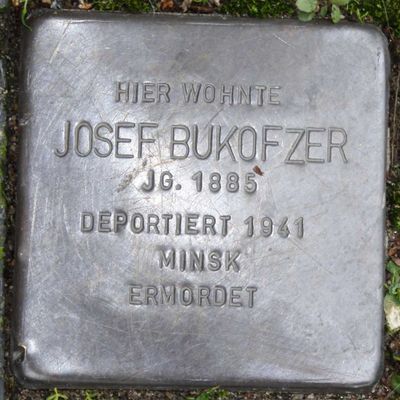 HIER WOHNTE
JOSEF BUKOFZER
JG. 1885
DEPORTIERT 1941
MINSK
ERMORDET